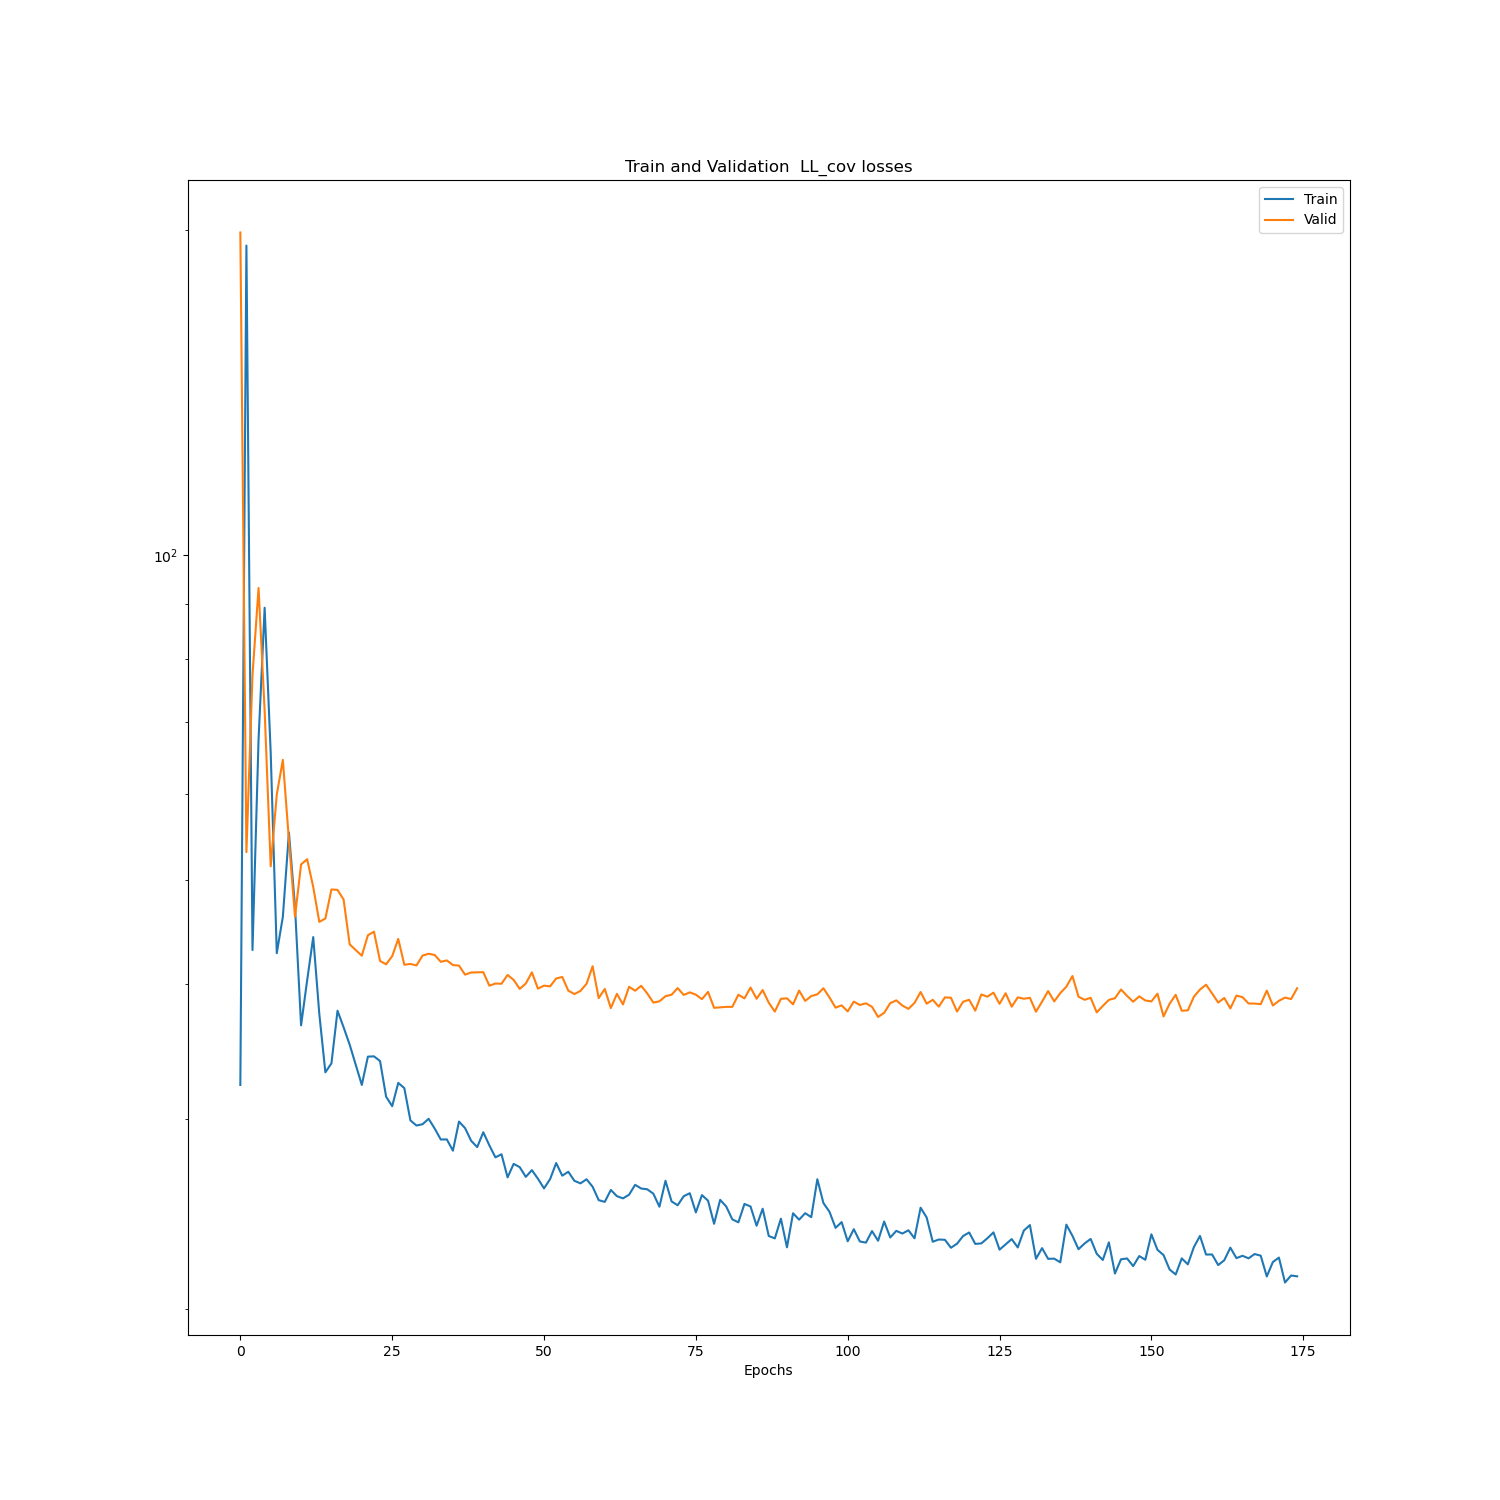 Train and Validation  LL_cov losses
Train
Valid
10²
0 25 50 75 100 125 150 175
Epochs